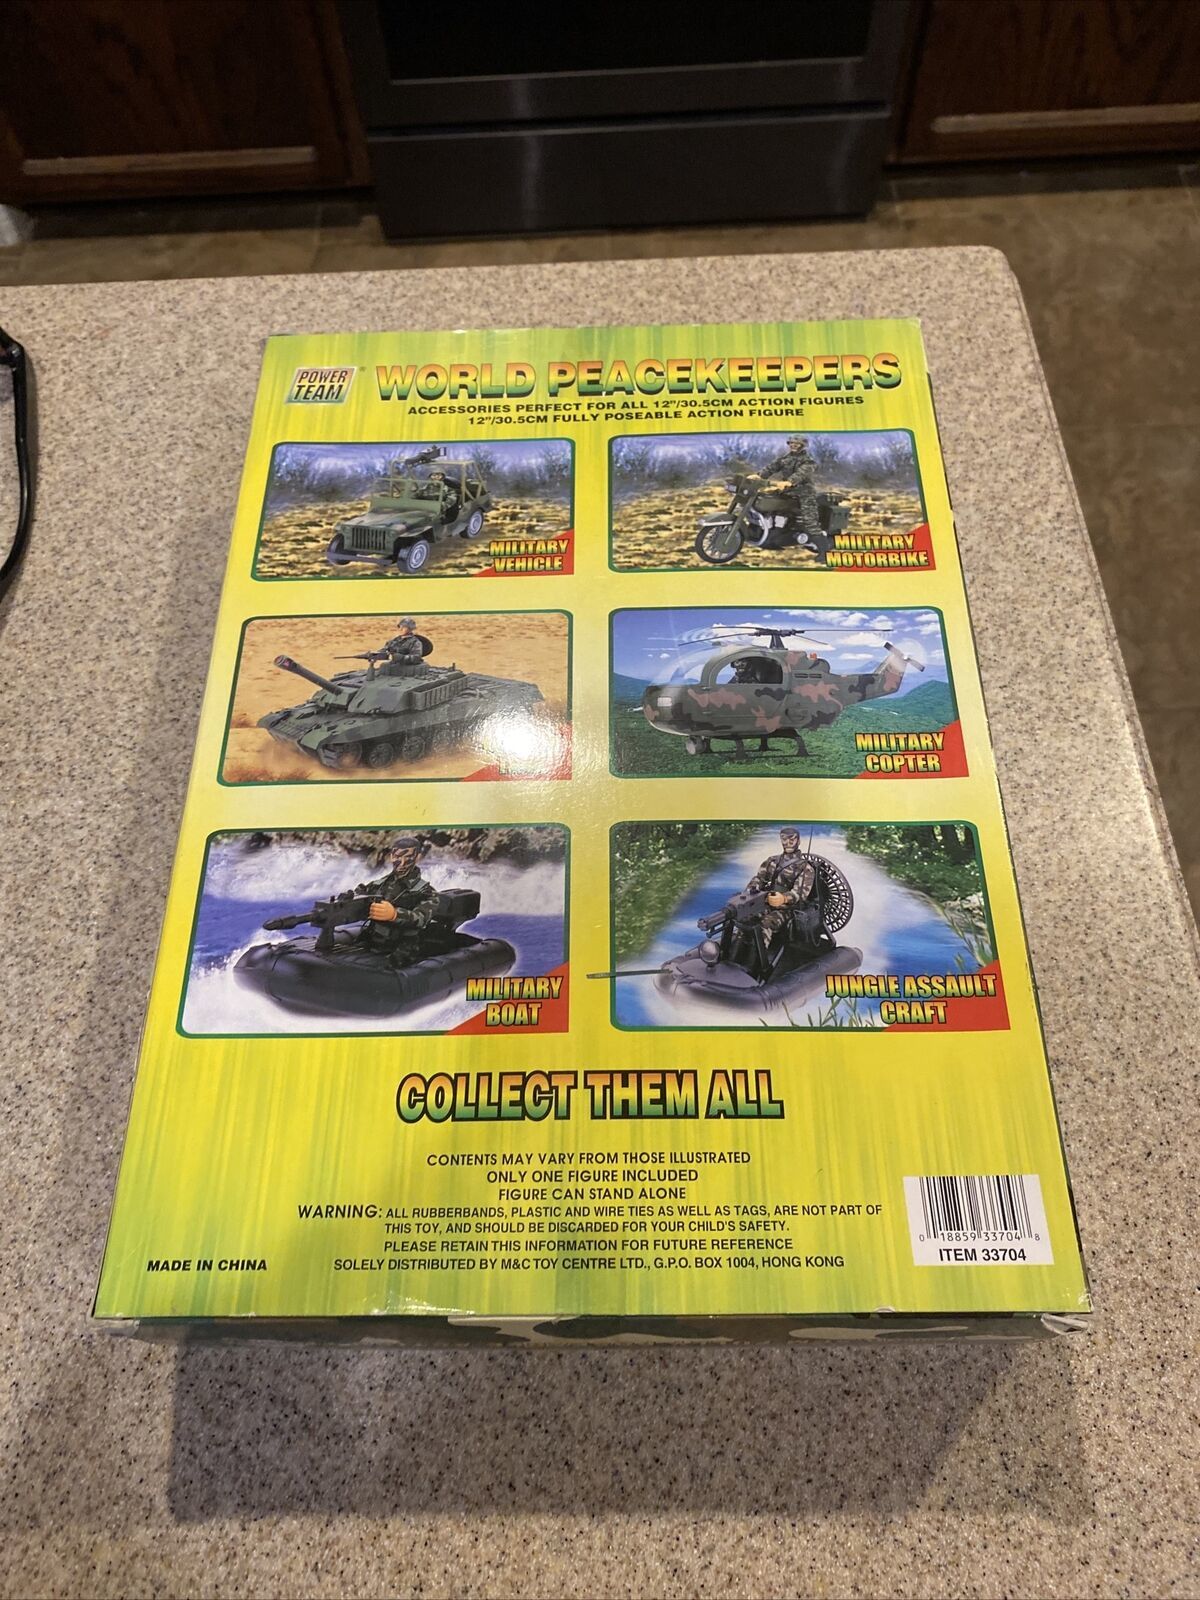 POWER TEAM ®
WORLD PEACEKEEPERS
ACCESSORIES PERFECT FOR ALL 12"/30.5CM ACTION FIGURES
12"/30.5CM FULLY POSEABLE ACTION FIGURE
MILITARY
VEHICLE
MILITARY
MOTORBIKE
MILITARY
COPTER
MILITARY
BOAT
JUNGLE ASSAULT
CRAFT
COLLECT THEM ALL
CONTENTS MAY VARY FROM THOSE ILLUSTRATED
ONLY ONE FIGURE INCLUDED
FIGURE CAN STAND ALONE
WARNING: ALL RUBBERBANDS, PLASTIC AND WIRE TIES AS WELL AS TAGS, ARE NOT PART OF
THIS TOY, AND SHOULD BE DISCARDED FOR YOUR CHILD'S SAFETY.
PLEASE RETAIN THIS INFORMATION FOR FUTURE REFERENCE
MADE IN CHINA
SOLELY DISTRIBUTED BY M&C TOY CENTRE LTD., G.P.O. BOX 1004, HONG KONG
0 18859 33704 8
ITEM 33704